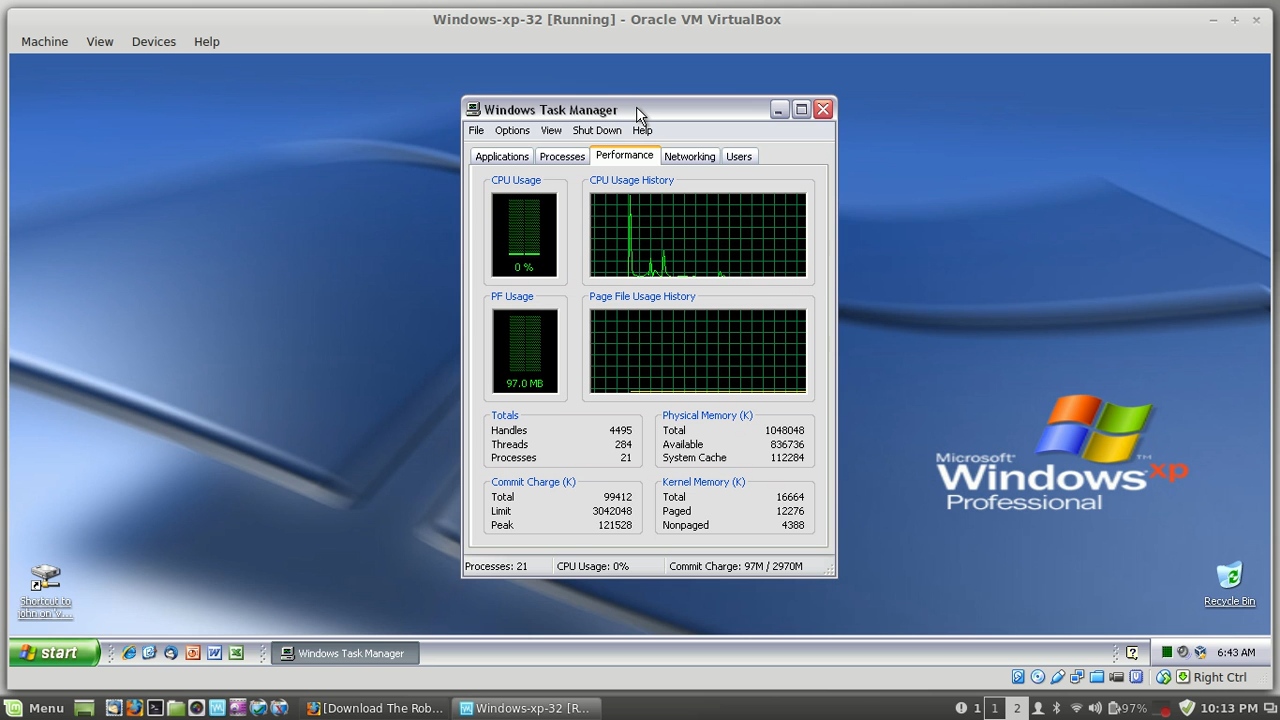 Windows-xp-32 [Running] - Oracle VM VirtualBox
Machine View Devices Help
Windows Task Manager
File Options View Shut Down Help
Applications Processes Performance Networking Users
CPU Usage CPU Usage History
0 %
PF Usage Page File Usage History
97.0 MB
Totals
Handles 4495
Threads 284
Processes 21
Physical Memory (K)
Total 1048048
Available 836736
System Cache 112284
Commit Charge (K)
Total 99412
Limit 3042048
Peak 121528
Kernel Memory (K)
Total 16664
Paged 12276
Nonpaged 4388
Processes: 21 CPU Usage: 0% Commit Charge: 97M / 2970M
Microsoft
Windows xp
Professional
Shortcut to
john on 'v...
Recycle Bin
start Windows Task Manager 6:43 AM
Right Ctrl
Menu [Download The Rob... Windows-xp-32 [R... 1 1 2 97% 10:13 PM